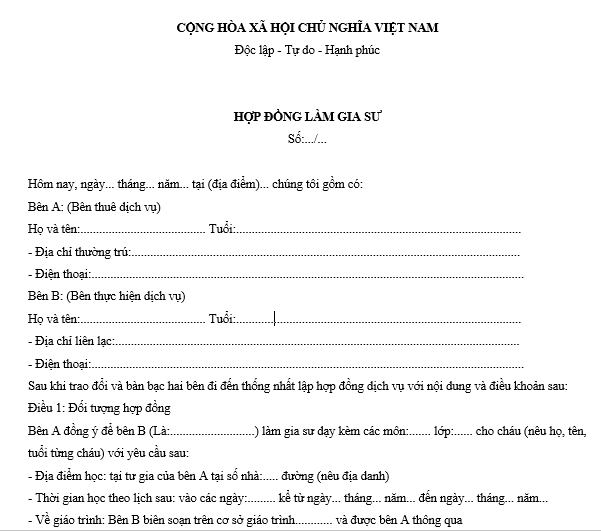 CỘNG HÒA XÃ HỘI CHỦ NGHĨA VIỆT NAM
Độc lập - Tự do - Hạnh phúc
HỢP ĐỒNG LÀM GIA SƯ
Số:.../...
Hôm nay, ngày... tháng... năm... tại (địa điểm)... chúng tôi gồm có:
Bên A: (Bên thuê dịch vụ)
Họ và tên:........................................ Tuổi:...........................................................................................
- Địa chỉ thường trú:............................................................................................................................
- Điện thoại:..........................................................................................................................................
Bên B: (Bên thực hiện dịch vụ)
Họ và tên:........................................ Tuổi:...........................................................................................
- Địa chỉ liên lạc:.................................................................................................................................
- Điện thoại:..........................................................................................................................................
Sau khi trao đổi và bàn bạc hai bên đi đến thống nhất lập hợp đồng dịch vụ với nội dung và điều khoản sau:
Điều 1: Đối tượng hợp đồng
Bên A đồng ý để bên B (Là:...........................) làm gia sư dạy kèm các môn:....... lớp:...... cho cháu (nêu họ, tên,
tuổi từng cháu) với yêu cầu sau:
- Địa điểm học: tại tư gia của bên A tại số nhà:..... đường (nêu địa danh)
- Thời gian học theo lịch sau: vào các ngày:......... kể từ ngày... tháng... năm... đến ngày... tháng... năm...
- Về giáo trình: Bên B biên soạn trên cơ sở giáo trình............ và được bên A thông qua